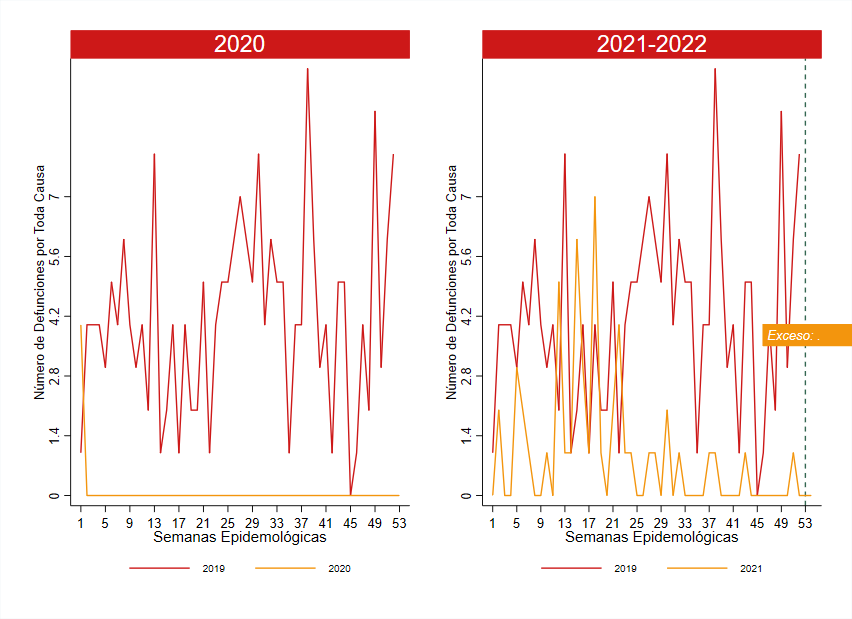 2020
Número de Defunciones por Toda Causa
7
5.6
4.2
2.8
1.4
0
1 5 9 13 17 21 25 29 33 37 41 45 49 53
Semanas Epidemológicas
2019 2020
2021-2022
Número de Defunciones por Toda Causa
7
5.6
4.2
2.8
1.4
0
Exceso: .
1 5 9 13 17 21 25 29 33 37 41 45 49 53
Semanas Epidemológicas
2019 2021